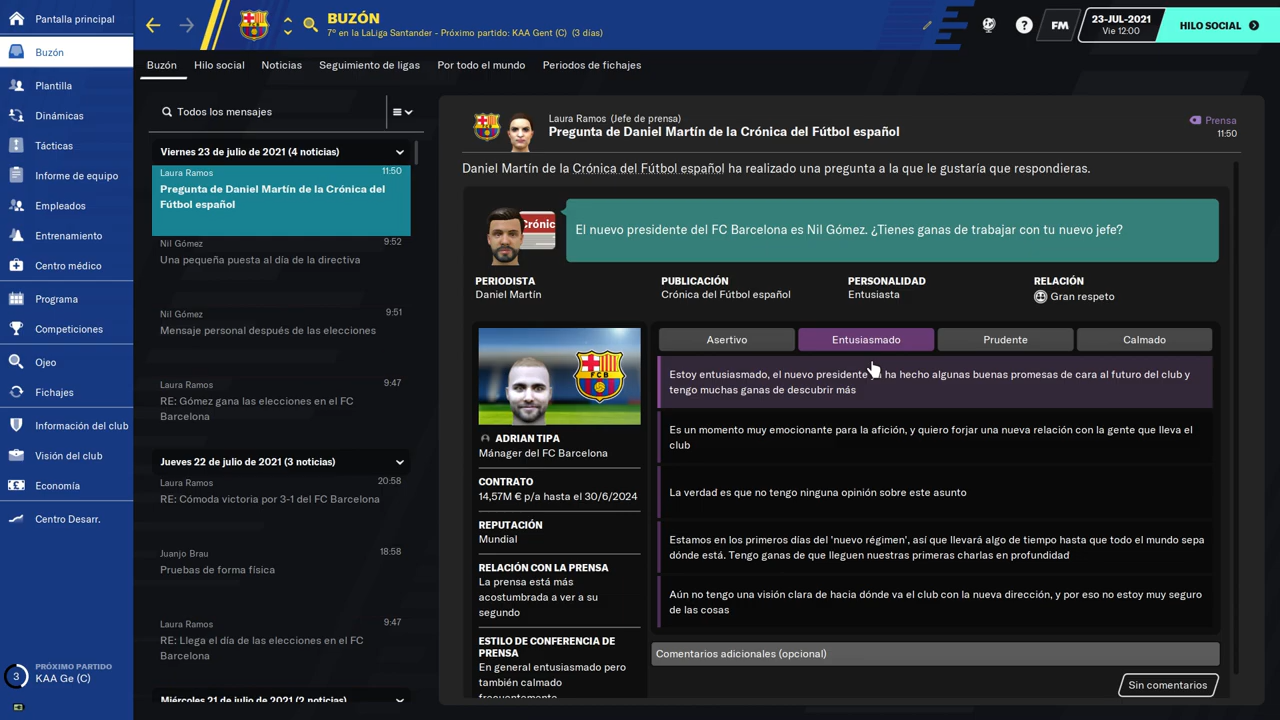 Pantalla principal
Buzón
Plantilla
Dinámicas
Tácticas
Informe de equipo
Empleados
Entrenamiento
Centro médico
Programa
Competiciones
Ojeo
Fichajes
Información del club
Visión del club
Economía
Centro Desarr.
3
PRÓXIMO PARTIDO
KAA Ge (C)
BUZÓN
7º en la LaLiga Santander - Próximo partido: KAA Gent (C) (3 días)
?
FM
23-JUL-2021
Vie 12:00
HILO SOCIAL
Buzón
Hilo social
Noticias
Seguimiento de ligas
Por todo el mundo
Periodos de fichajes
Todos los mensajes
Viernes 23 de julio de 2021 (4 noticias)
Laura Ramos 11:50
Pregunta de Daniel Martín de la Crónica del
Fútbol español
Nil Gómez 9:52
Una pequeña puesta al día de la directiva
Nil Gómez 9:51
Mensaje personal después de las elecciones
Laura Ramos 9:47
RE: Gómez gana las elecciones en el FC
Barcelona
Jueves 22 de julio de 2021 (3 noticias)
Laura Ramos 20:58
RE: Cómoda victoria por 3-1 del FC Barcelona
Juanjo Brau 18:58
Pruebas de forma física
Laura Ramos 9:47
RE: Llega el día de las elecciones en el FC
Barcelona
Miércoles 21 de julio de 2021 (2 noticias)
Laura Ramos (Jefe de prensa)
Pregunta de Daniel Martín de la Crónica del Fútbol español
Prensa
11:50
Daniel Martín de la Crónica del Fútbol español ha realizado una pregunta a la que le gustaría que respondieras.
Crónic
El nuevo presidente del FC Barcelona es Nil Gómez. ¿Tienes ganas de trabajar con tu nuevo jefe?
PERIODISTA
Daniel Martín
PUBLICACIÓN
Crónica del Fútbol español
PERSONALIDAD
Entusiasta
RELACIÓN
Gran respeto
FCB
ADRIAN TIPA
Mánager del FC Barcelona
CONTRATO
14,57M € p/a hasta el 30/6/2024
REPUTACIÓN
Mundial
RELACIÓN CON LA PRENSA
La prensa está más
acostumbrada a ver a su
segundo
ESTILO DE CONFERENCIA DE
PRENSA
En general entusiasmado pero
también calmado
frecuentemente
Asertivo
Entusiasmado
Prudente
Calmado
Estoy entusiasmado, el nuevo presidente ha hecho algunas buenas promesas de cara al futuro del club y
tengo muchas ganas de descubrir más
Es un momento muy emocionante para la afición, y quiero forjar una nueva relación con la gente que lleva el
club
La verdad es que no tengo ninguna opinión sobre este asunto
Estamos en los primeros días del 'nuevo régimen', así que llevará algo de tiempo hasta que todo el mundo sepa
dónde está. Tengo ganas de que lleguen nuestras primeras charlas en profundidad
Aún no tengo una visión clara de hacia dónde va el club con la nueva dirección, y por eso no estoy muy seguro
de las cosas
Comentarios adicionales (opcional)
Sin comentarios